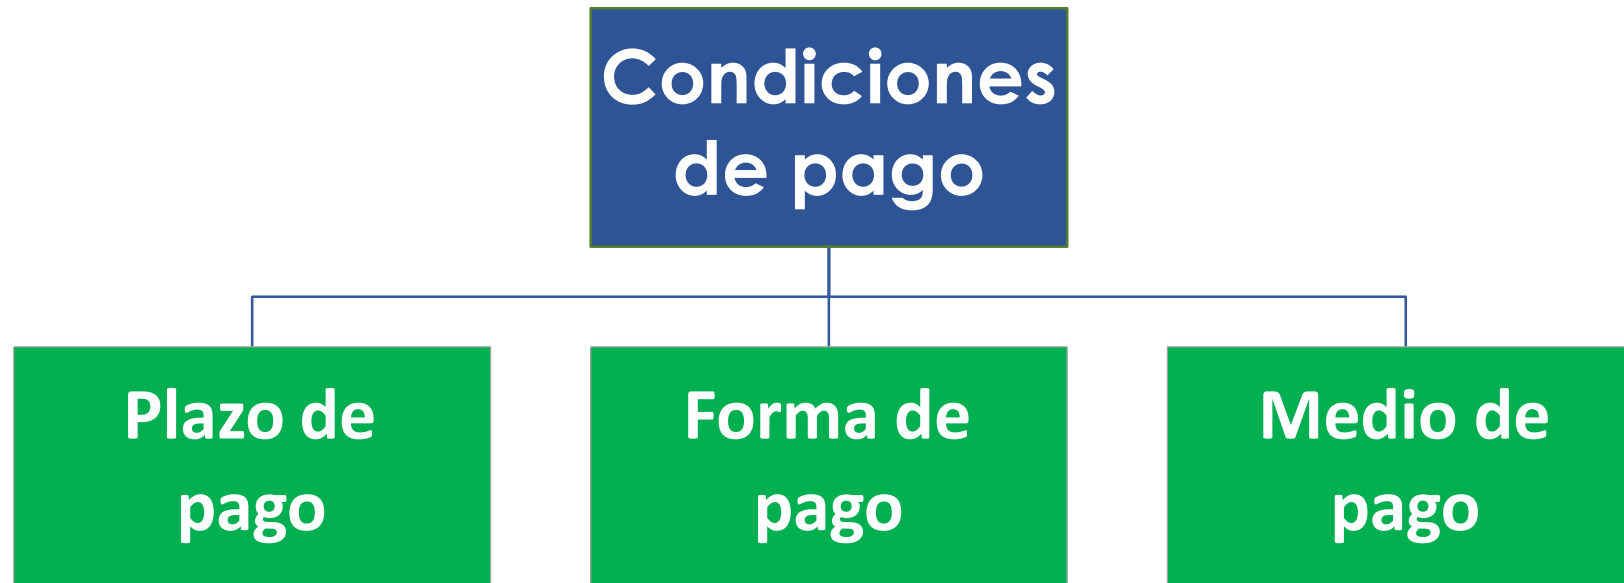 Condiciones
de pago
Plazo de
pago
Forma de
pago
Medio de
pago